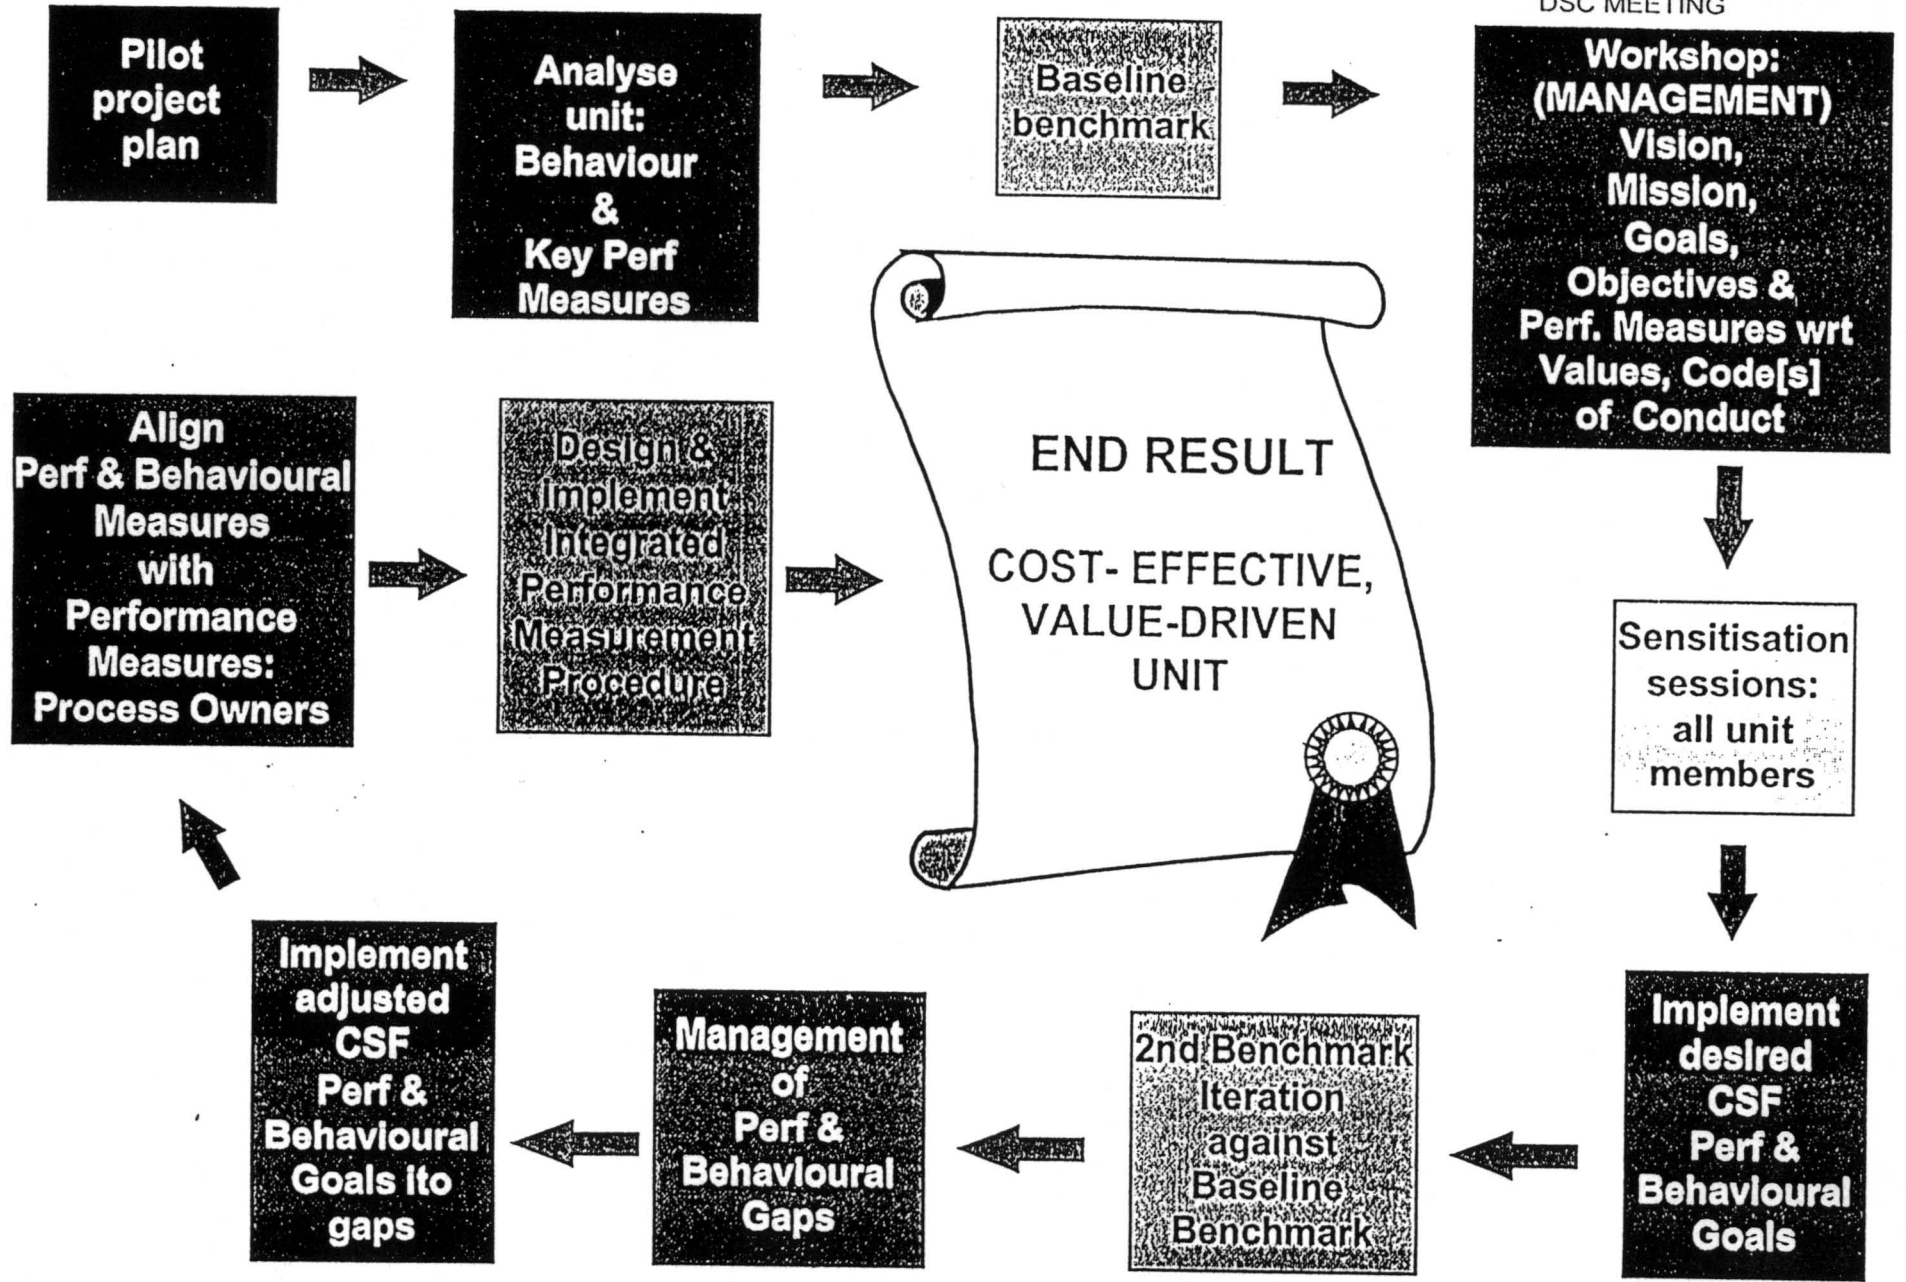 DSC MEETING
Pilot
project
plan
Analyse
unit:
Behaviour
&
Key Perf
Measures
Baseline
benchmark
Workshop:
(MANAGEMENT)
Vision,
Mission,
Goals,
Objectives &
Perf. Measures wrt
Values, Code[s]
of Conduct
Sensitisation
sessions:
all unit
members
Implement
desired
CSF
Perf &
Behavioural
Goals
2nd Benchmark
Iteration
against
Baseline
Benchmark
Management
of
Perf &
Behavioural
Gaps
Implement
adjusted
CSF
Perf &
Behavioural
Goals ito
gaps
Align
Perf & Behavioural
Measures
with
Performance
Measures:
Process Owners
Design &
Implement
Integrated
Performance
Measurement
Procedure
END RESULT
COST- EFFECTIVE,
VALUE-DRIVEN
UNIT